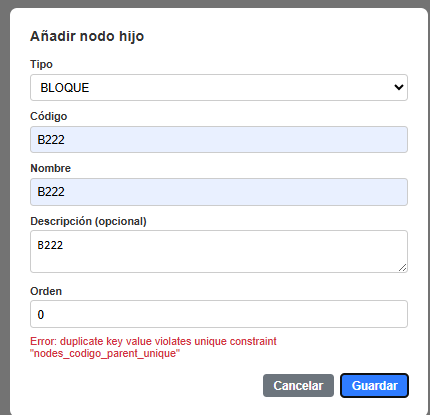 Añadir nodo hijo
Tipo
BLOQUE
Código
B222
Nombre
B222
Descripción (opcional)
B222
Orden
0
Error: duplicate key value violates unique constraint
"nodes_codigo_parent_unique"
Cancelar Guardar